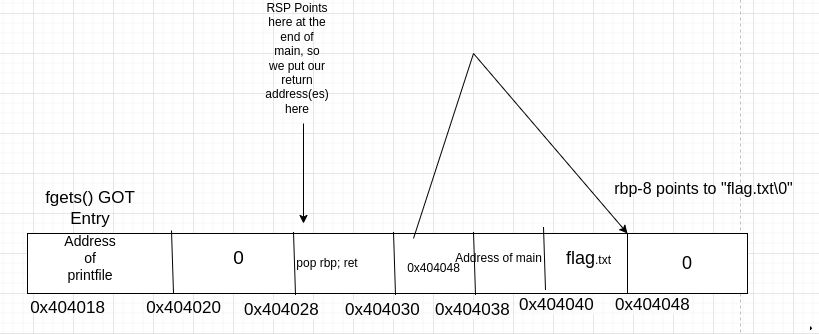 RSP Points
here at the
end of
main, so
we put our
return
address(es)
here
rbp-8 points to "flag.txt\0"
fgets() GOT
Entry
Address
of
printfile
0
pop rbp; ret
0x404048
Address of main
flag.txt
0
0x404018
0x404020
0x404028
0x404030
0x404038
0x404040
0x404048